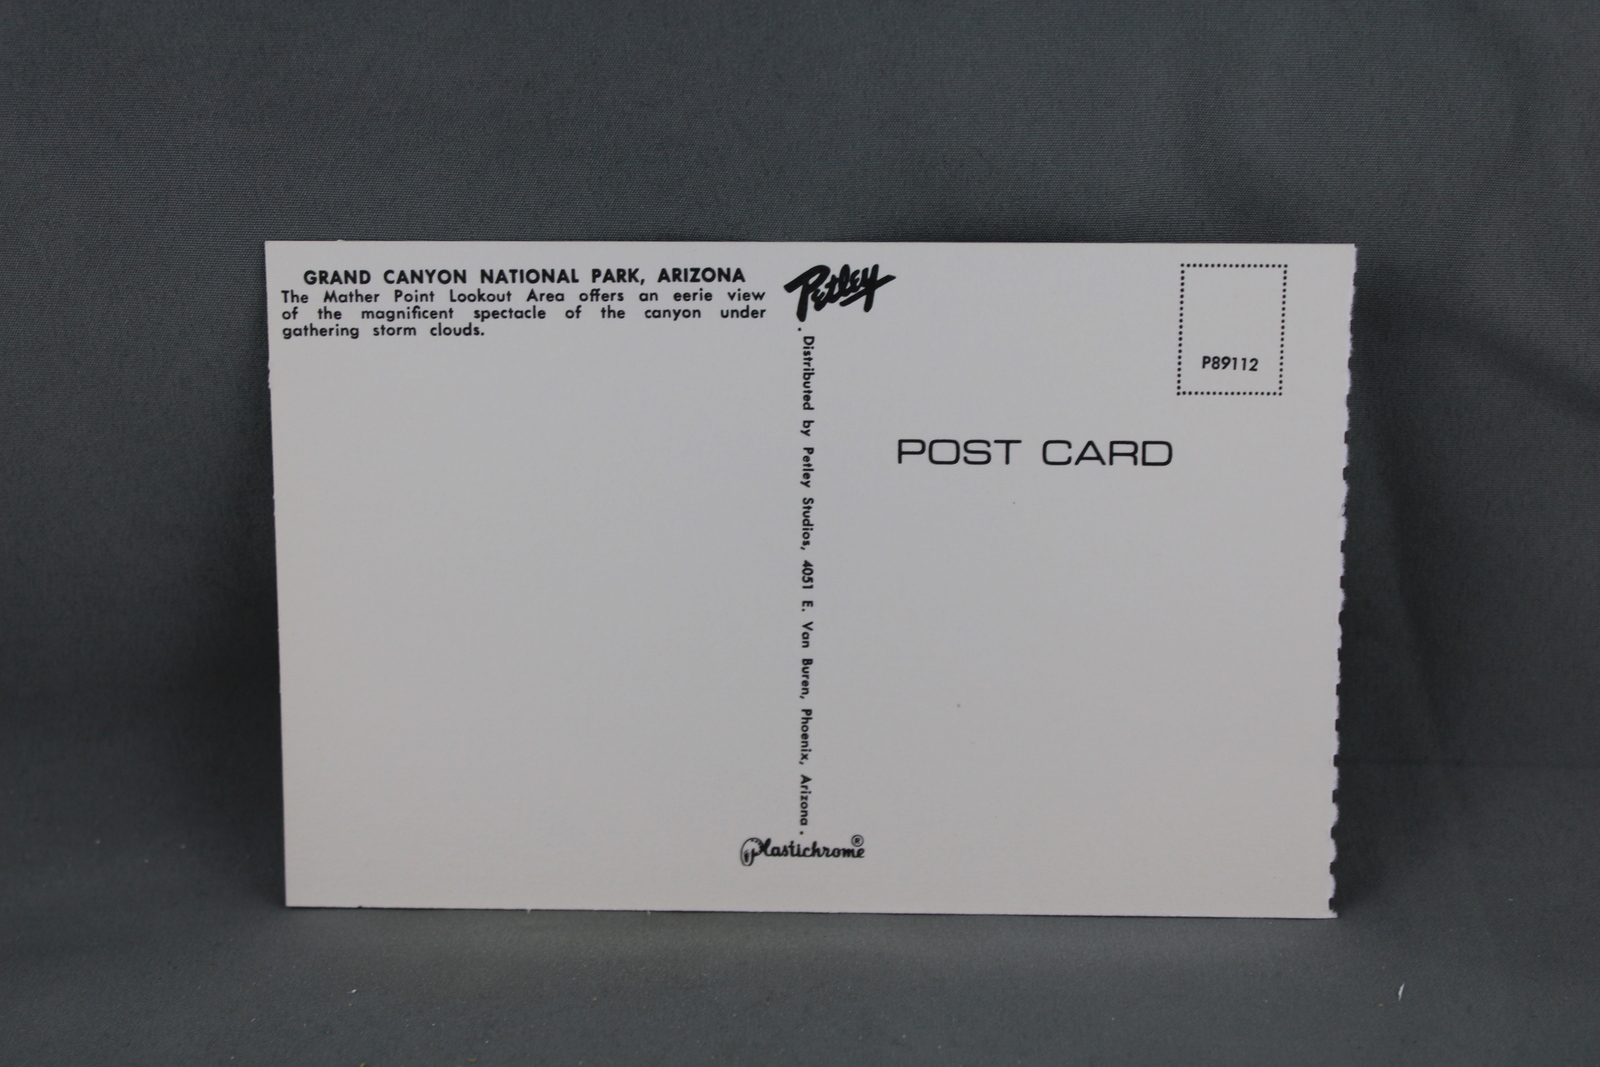 GRAND CANYON NATIONAL PARK, ARIZONA
The Mather Point Lookout Area offers an eerie view
of the magnificent spectacle of the canyon under
gathering storm clouds.
Petley
. Distributed by Petley Studios, 4051 E. Van Buren, Phoenix, Arizona .
Plastichrome®
P89112
POST CARD